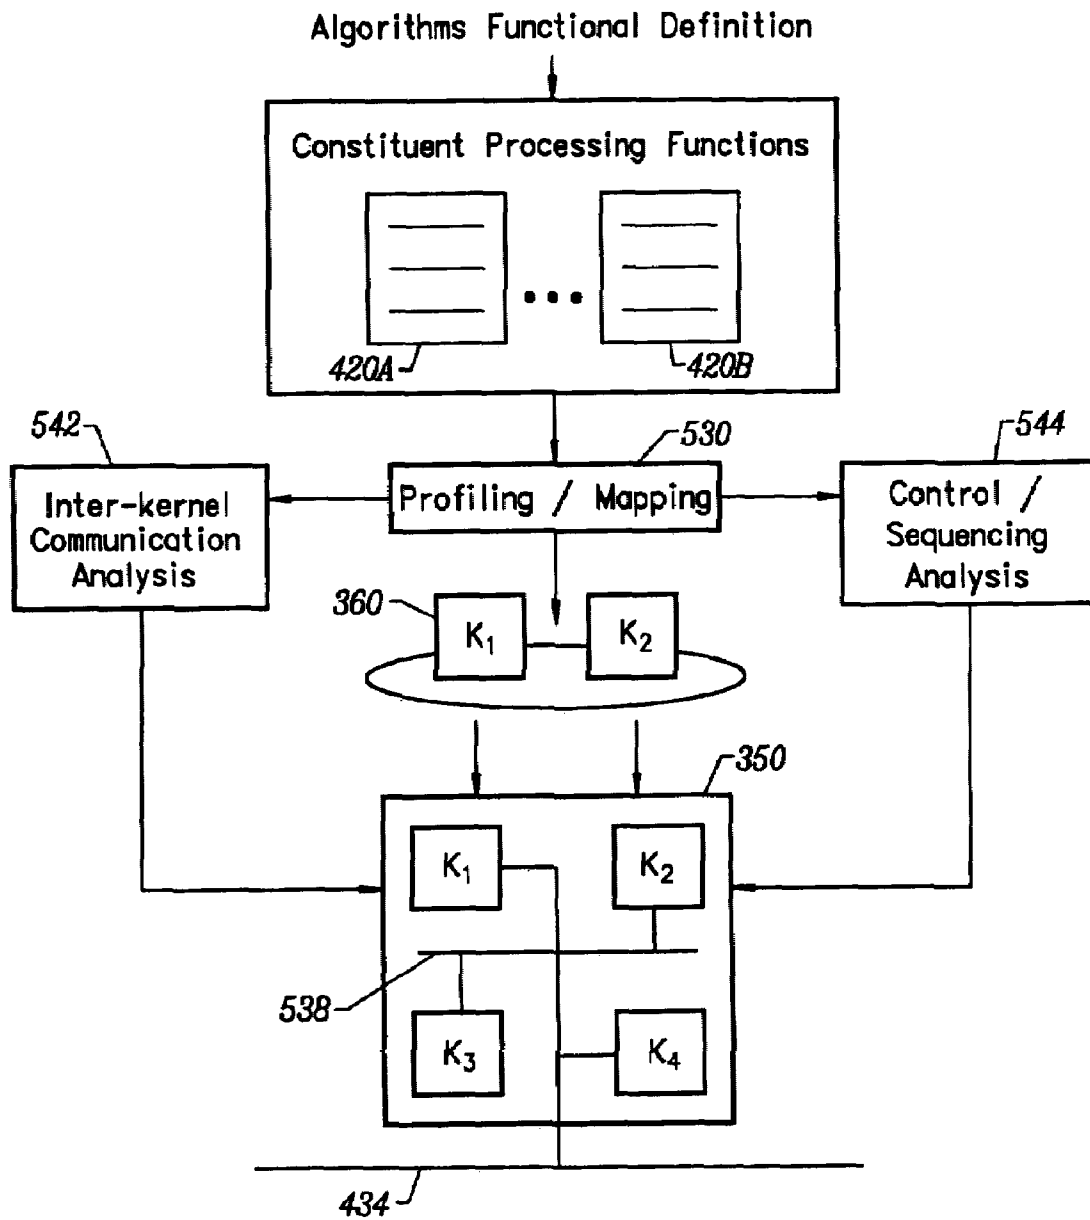 Algorithms Functional Definition
Constituent Processing Functions
420A
420B
542
530
544
Inter-kernel
Communication
Analysis
Profiling / Mapping
Control /
Sequencing
Analysis
360
K1
K2
350
K1
K2
538
K3
K4
434